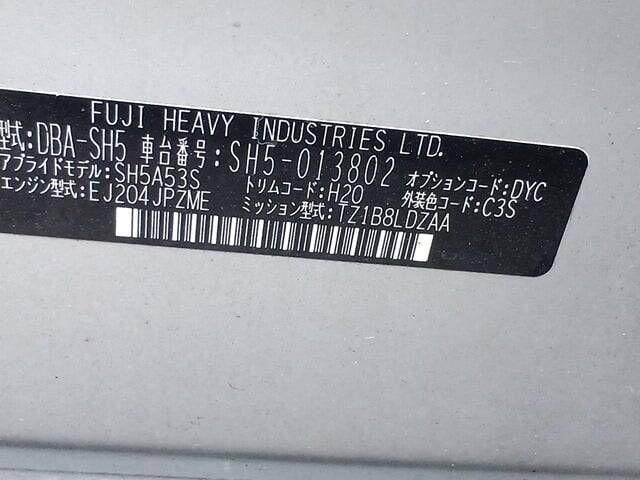 FUJI HEAVY INDUSTRIES LTD.
型式:DBA-SH5 車台番号:SH5-013802
アプライドモデル:SH5A53S トリムコード:H20 オプションコード:DYC
エンジン型式:EJ204JPZME ミッション型式:TZ1B8LDZAA 外装色コード:C3S